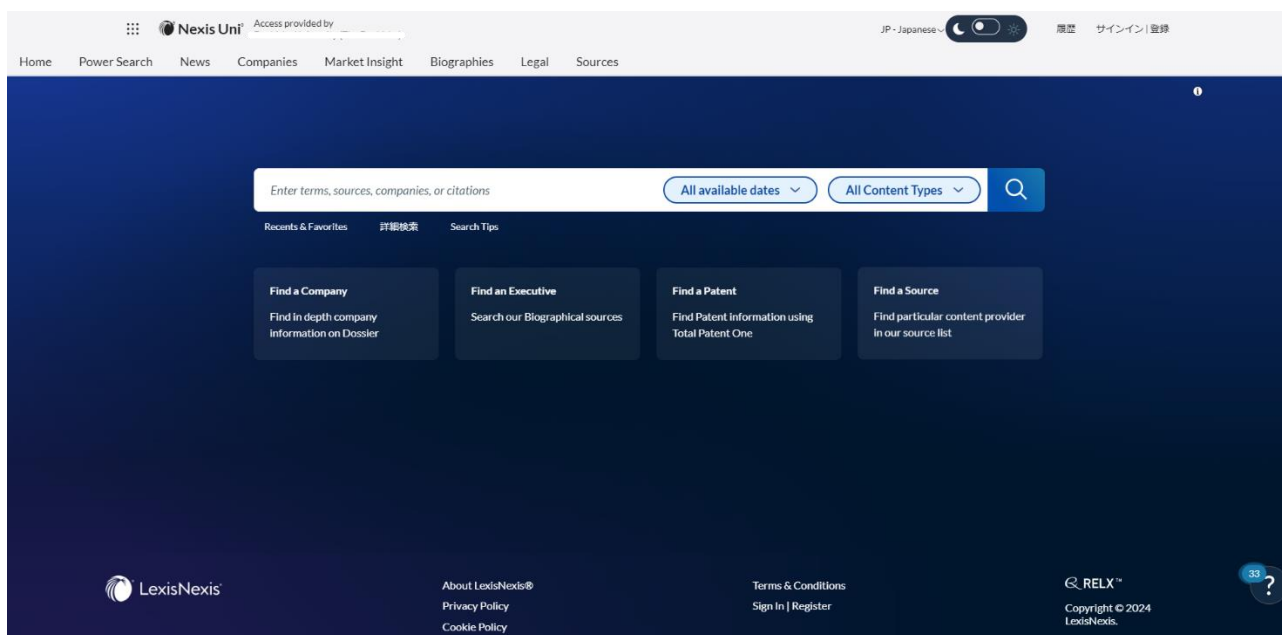 Nexis Uni®
Access provided by
JP - Japanese
履歴
サインイン | 登録
Home Power Search News Companies Market Insight Biographies Legal Sources
Enter terms, sources, companies, or citations
All available dates
All Content Types
Recents & Favorites 詳細検索 Search Tips
Find a Company
Find in depth company
information on Dossier
Find an Executive
Search our Biographical sources
Find a Patent
Find Patent information using
Total Patent One
Find a Source
Find particular content provider
in our source list
LexisNexis®
About LexisNexis®
Privacy Policy
Cookie Policy
Terms & Conditions
Sign In | Register
RELX™
Copyright © 2024
LexisNexis.
33
?